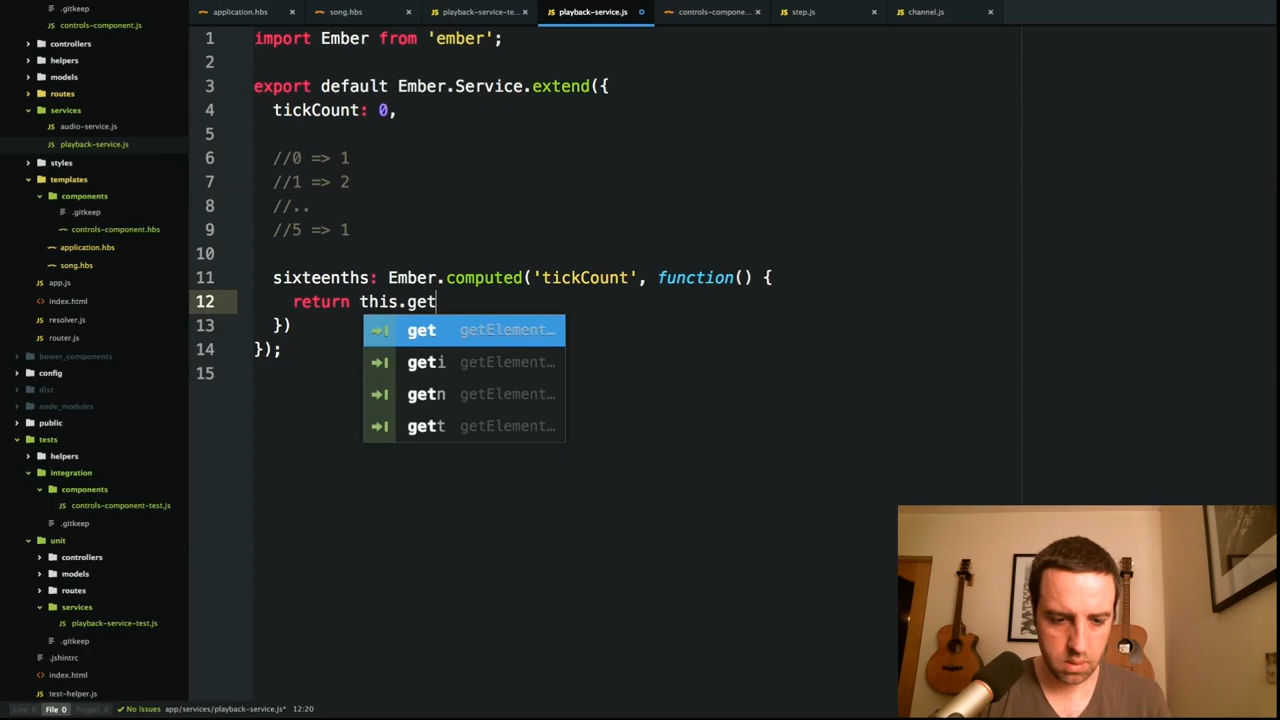 application.hbs
song.hbs
playback-service-te...
playback-service.js
controls-compone...
step.js
channel.js
.gitkeep
controls-component.js
controllers
helpers
models
routes
services
audio-service.js
playback-service.js
styles
templates
components
.gitkeep
controls-component.hbs
application.hbs
song.hbs
app.js
index.html
resolver.js
router.js
bower_components
config
dist
node_modules
public
tests
helpers
integration
components
controls-component-test.js
.gitkeep
unit
controllers
models
routes
services
playback-service-test.js
.gitkeep
.jshintrc
index.html
test-helper.js
1 import Ember from 'ember';
2
3 export default Ember.Service.extend({
4 tickCount: 0,
5
6 //0 => 1
7 //1 => 2
8 //..
9 //5 => 1
10
11 sixteenths: Ember.computed('tickCount', function() {
12 return this.get
13 })
14 });
15
get getElement...
geti getElement...
getn getElement...
gett getElement...
Line 0 File 0 Project 0 No Issues app/services/playback-service.js* 12:20